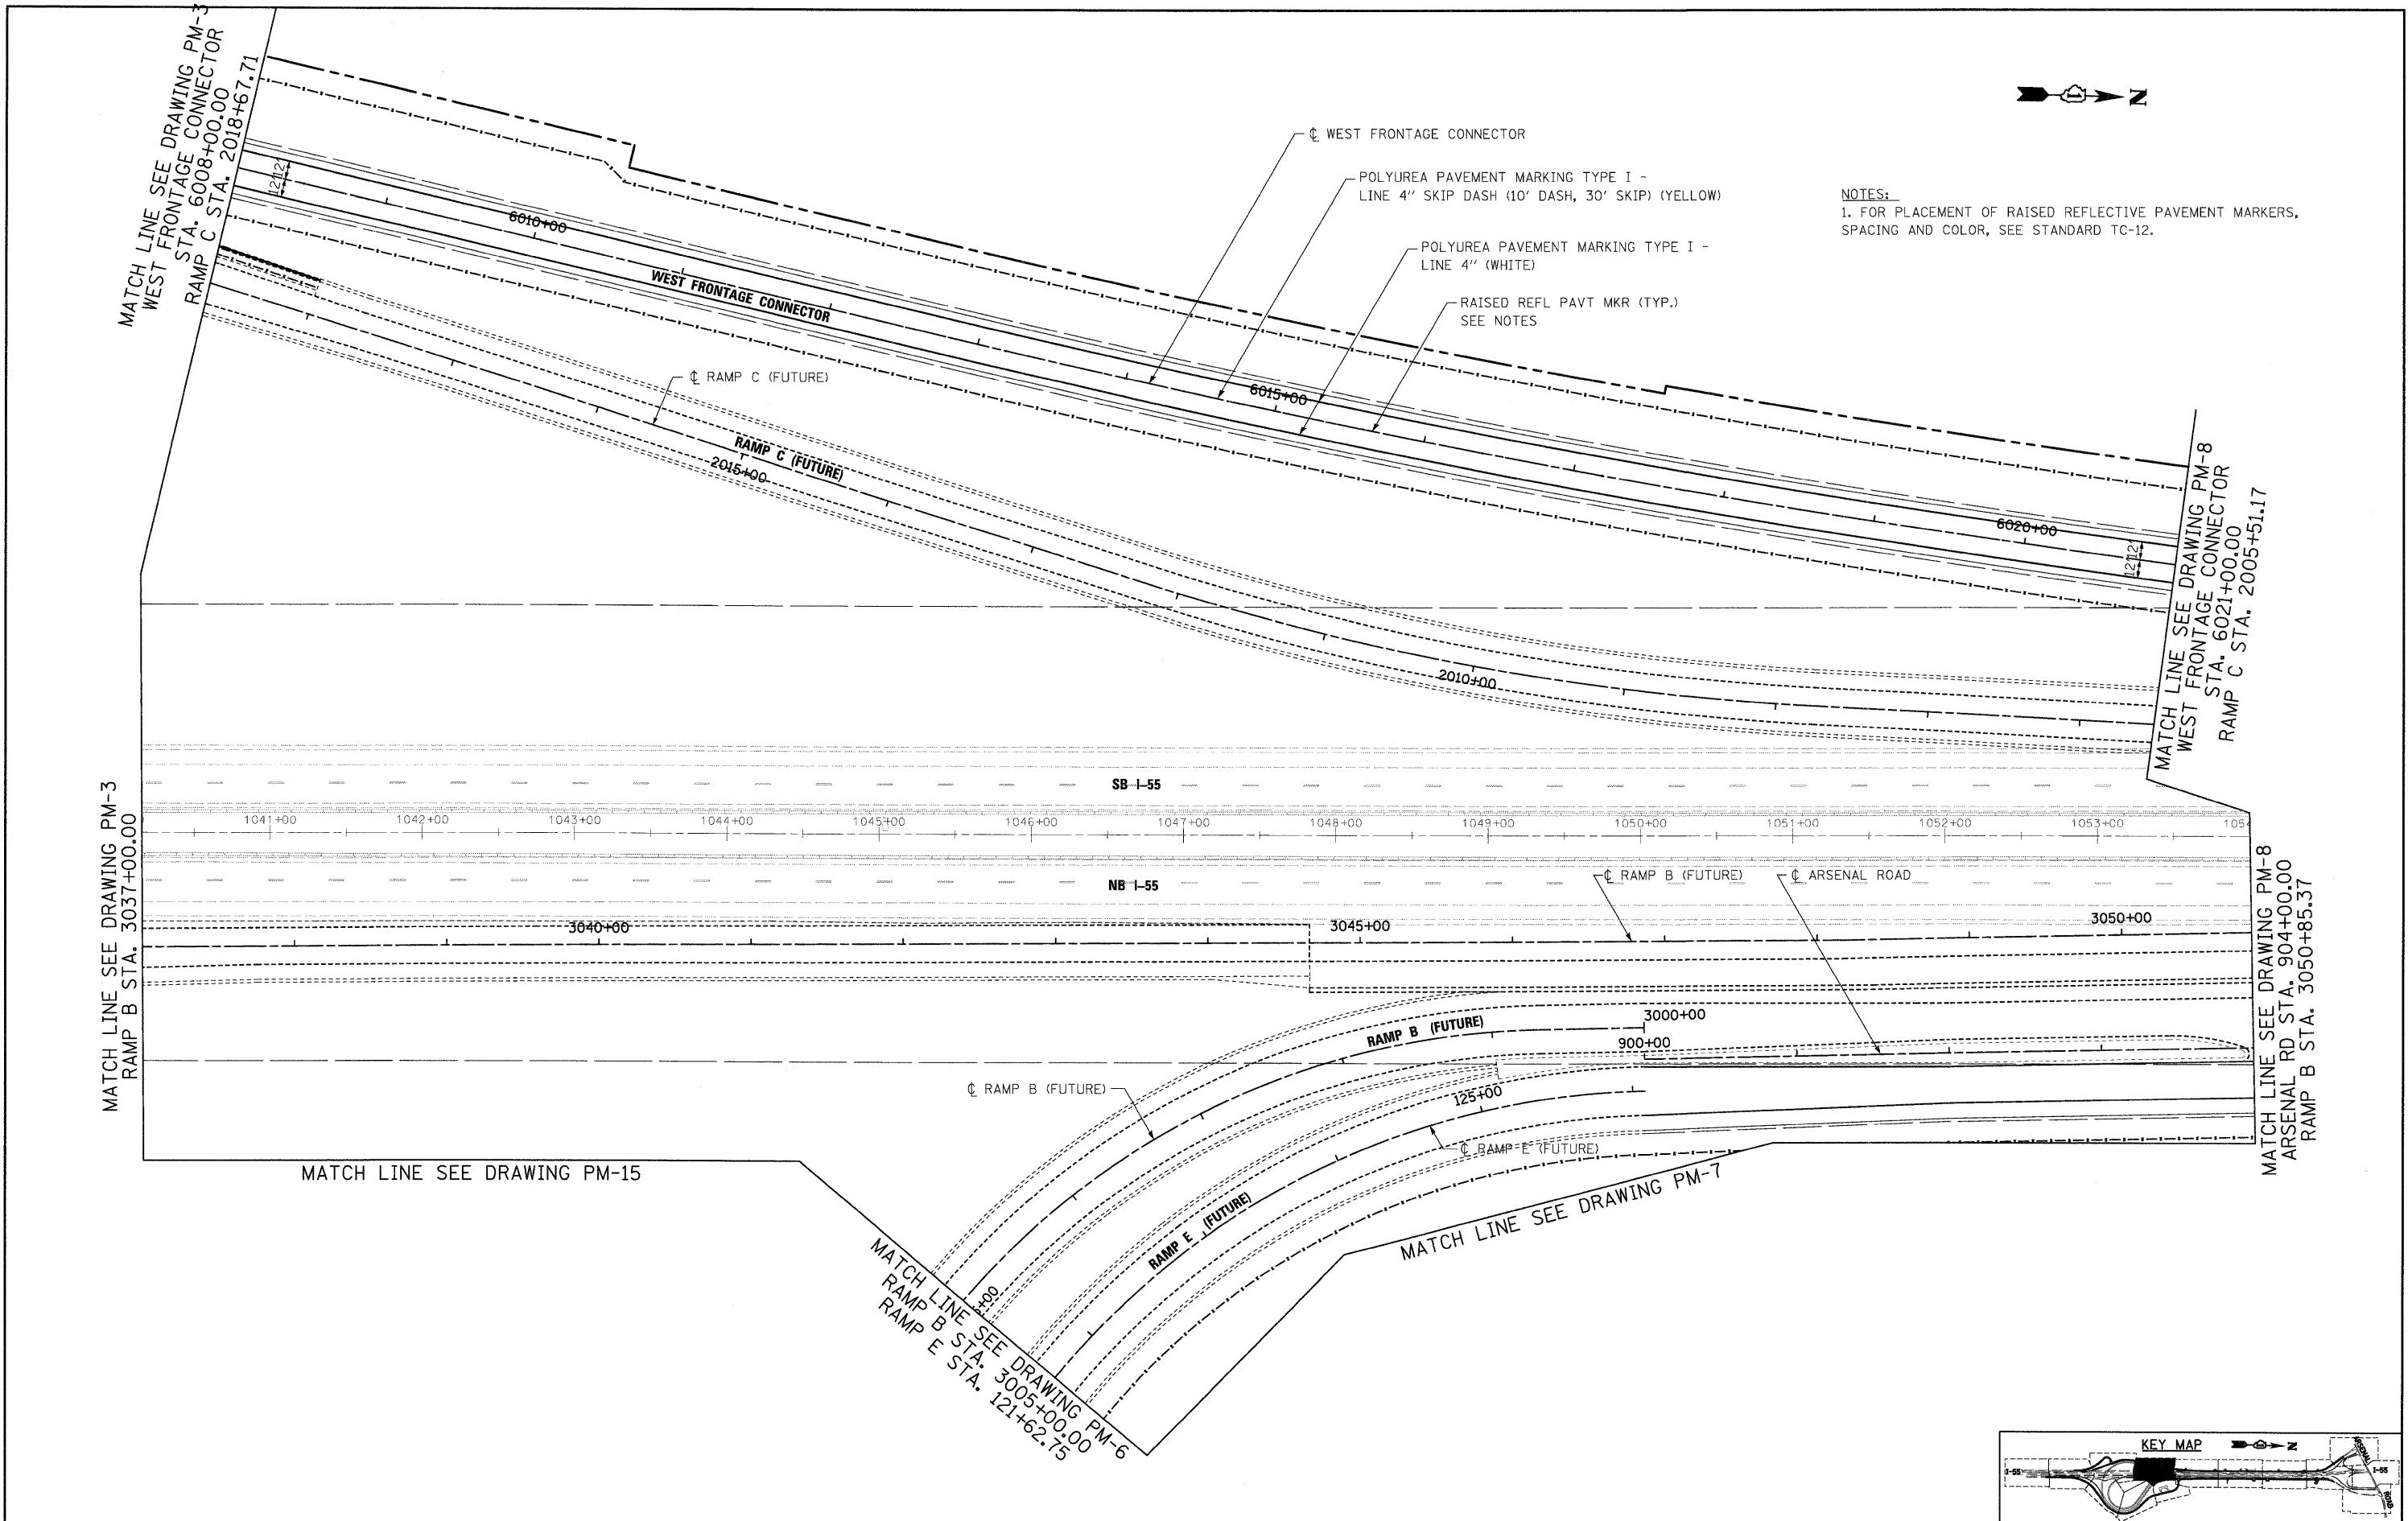 MATCH LINE SEE DRAWING PM-3
WEST FRONTAGE CONNECTOR
STA. 6008+00.00
RAMP C STA. 2018+67.71
N
℄ WEST FRONTAGE CONNECTOR
POLYUREA PAVEMENT MARKING TYPE I -
LINE 4" SKIP DASH (10' DASH, 30' SKIP) (YELLOW)
POLYUREA PAVEMENT MARKING TYPE I -
LINE 4" (WHITE)
RAISED REFL PAVT MKR (TYP.)
SEE NOTES
NOTES:
1. FOR PLACEMENT OF RAISED REFLECTIVE PAVEMENT MARKERS,
SPACING AND COLOR, SEE STANDARD TC-12.
12'
12'
6010+00
WEST FRONTAGE CONNECTOR
6015+00
6020+00
12'
12'
℄ RAMP C (FUTURE)
RAMP C (FUTURE)
2015+00
2010+00
MATCH LINE SEE DRAWING PM-8
WEST FRONTAGE CONNECTOR
STA. 6021+00.00
RAMP C STA. 2005+51.17
SB I-55
1041+00
1042+00
1043+00
1044+00
1045+00
1046+00
1047+00
1048+00
1049+00
1050+00
1051+00
1052+00
1053+00
1054
NB I-55
℄ RAMP B (FUTURE)
℄ ARSENAL ROAD
MATCH LINE SEE DRAWING PM-3
RAMP B STA. 3037+00.00
3040+00
3045+00
3050+00
MATCH LINE SEE DRAWING PM-8
ARSENAL RD STA. 904+00.00
RAMP B STA. 3050+85.37
3000+00
RAMP B (FUTURE)
900+00
℄ RAMP B (FUTURE)
125+00
℄ RAMP E (FUTURE)
RAMP E (FUTURE)
+00
MATCH LINE SEE DRAWING PM-15
MATCH LINE SEE DRAWING PM-7
MATCH LINE SEE DRAWING PM-6
RAMP B STA. 3005+00.00
RAMP E STA. 121+62.75
KEY MAP
N
I-55
ARSENAL
I-55
ROAD